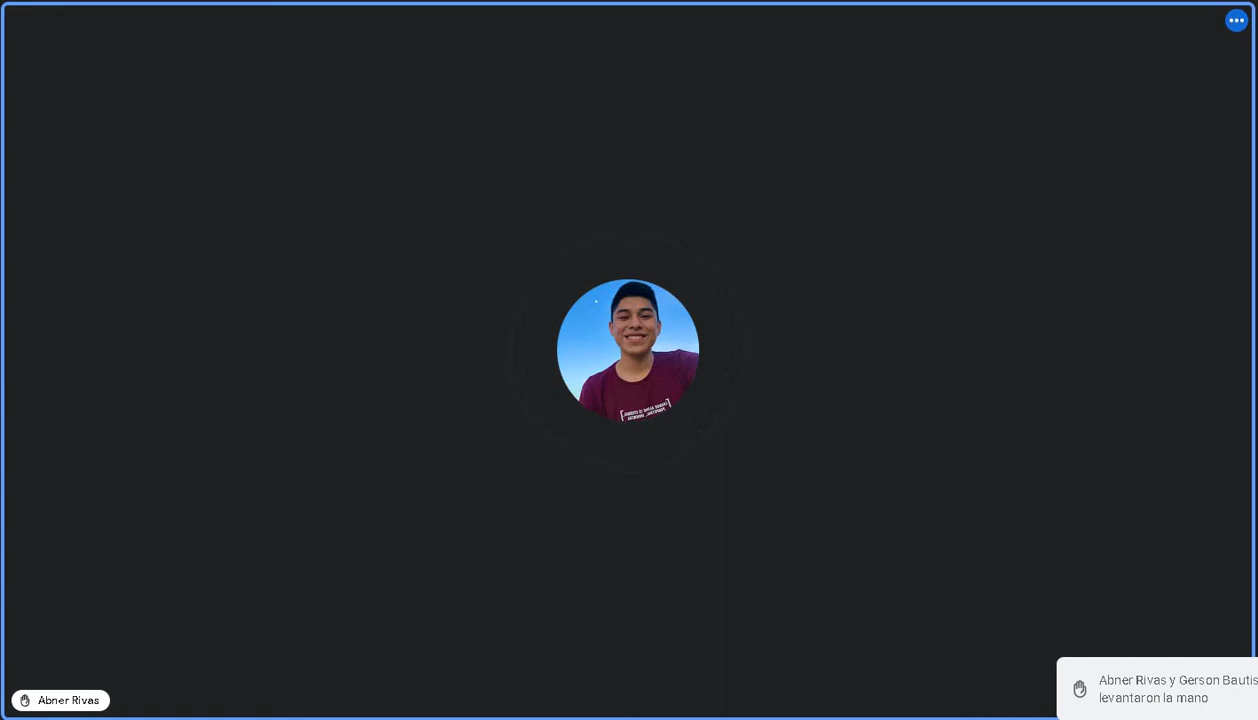 Abner Rivas
Abner Rivas y Gerson Bautis
levantaron la mano